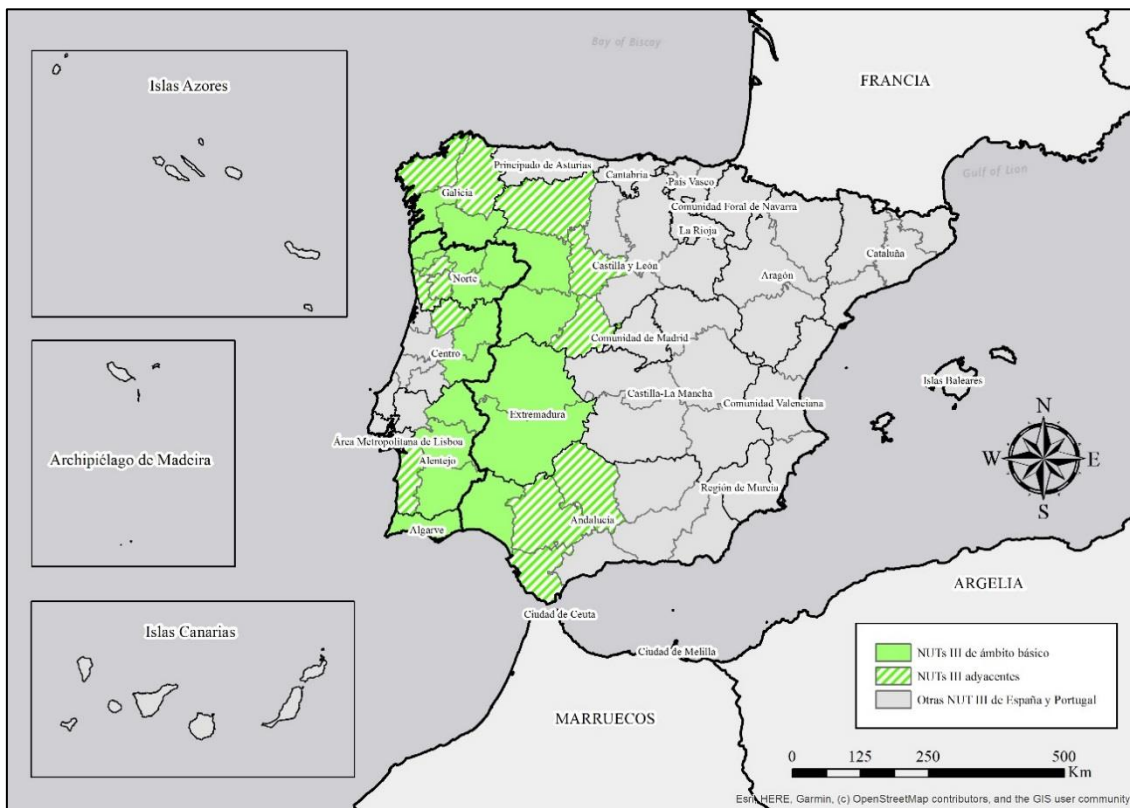 Bay of Biscay
Islas Azores
FRANCIA
Principado de Asturias
Cantabria
País Vasco
Gulf of Lion
Galicia
Comunidad Foral de Navarra
La Rioja
Cataluña
Castilla y León
Aragón
Norte
Comunidad de Madrid
Centro
Islas Baleares
Castilla-La Mancha
Comunidad Valenciana
Extremadura
Área Metropolitana de Lisboa
Archipiélago de Madeira
Alentejo
N
W
E
S
Región de Murcia
Andalucía
Algarve
ARGELIA
Ciudad de Ceuta
Islas Canarias
Ciudad de Melilla
NUTs III de ámbito básico
NUTs III adyacentes
Otras NUT III de España y Portugal
MARRUECOS
0 125 250 500
Km
Esri, HERE, Garmin, (c) OpenStreetMap contributors, and the GIS user community